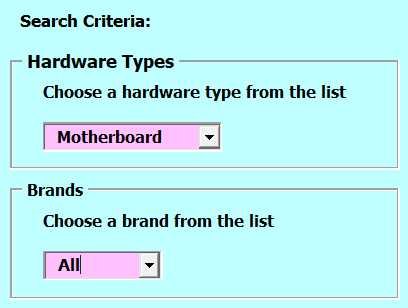 Search Criteria:
Hardware Types
Choose a hardware type from the list
Motherboard
Brands
Choose a brand from the list
All